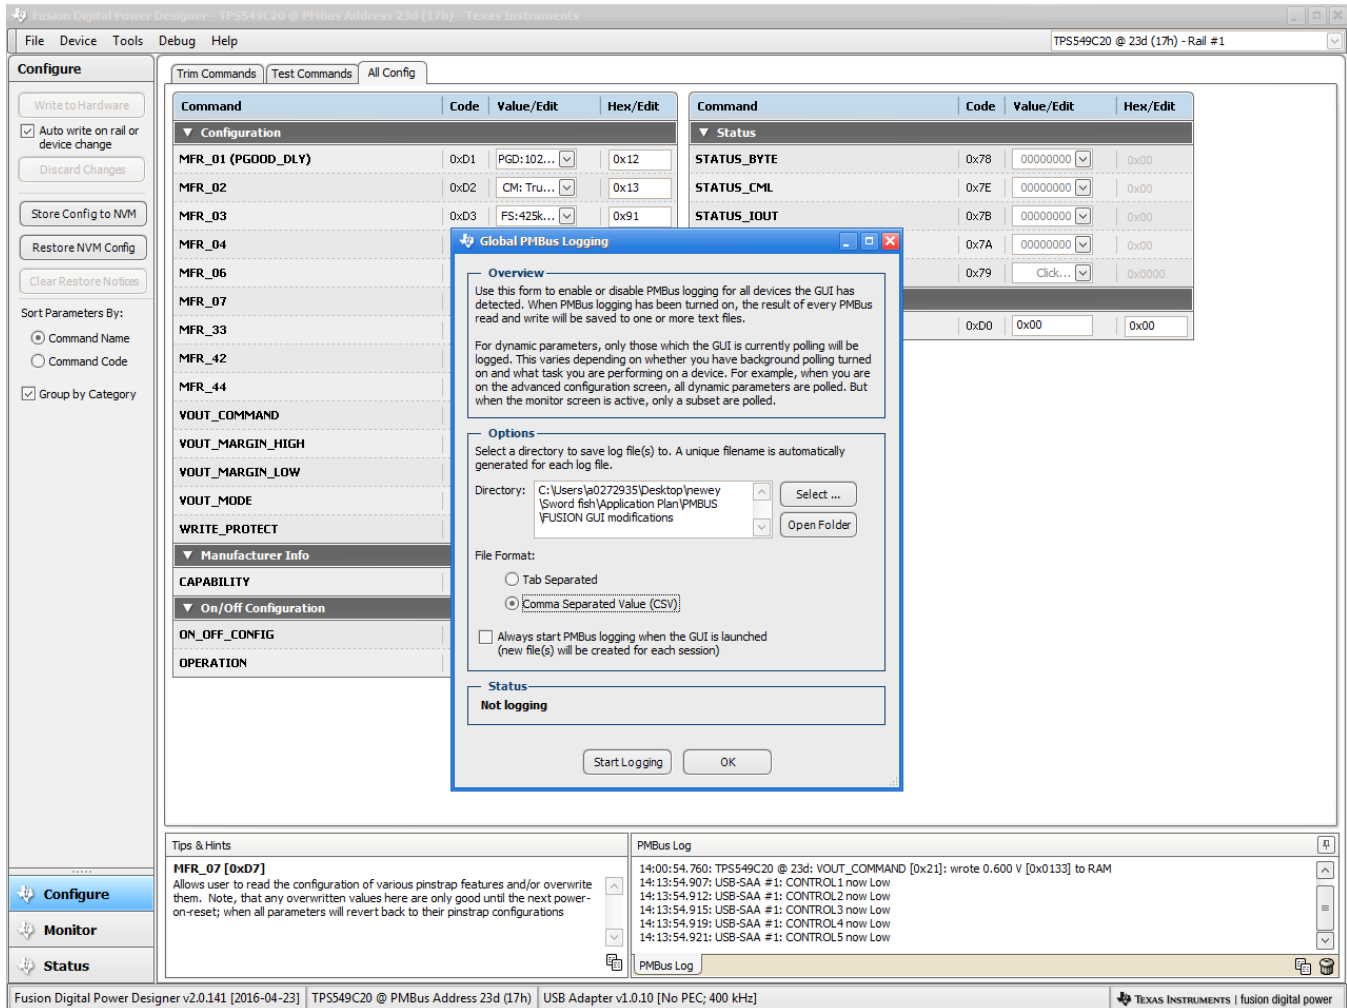 Fusion Digital Power Designer - TPS549C20 @ PMBus Address 23d (17h) - Texas Instruments
File Device Tools Debug Help
TPS549C20 @ 23d (17h) - Rail #1
Configure
Write to Hardware
Auto write on rail or
device change
Discard Changes
Store Config to NVM
Restore NVM Config
Clear Restore Notices
Sort Parameters By:
Command Name
Command Code
Group by Category
Trim Commands Test Commands All Config
Command Code Value/Edit Hex/Edit
Configuration
MFR_01 (PGOOD_DLY) 0xD1 PGD:102... 0x12
MFR_02 0xD2 CM: Tru... 0x13
MFR_03 0xD3 FS:425k... 0x91
MFR_04
MFR_06
MFR_07
MFR_33
MFR_42
MFR_44
VOUT_COMMAND
VOUT_MARGIN_HIGH
VOUT_MARGIN_LOW
VOUT_MODE
WRITE_PROTECT
Manufacturer Info
CAPABILITY
On/Off Configuration
ON_OFF_CONFIG
OPERATION
Command Code Value/Edit Hex/Edit
Status
STATUS_BYTE 0x78 00000000 0x00
STATUS_CML 0x7E 00000000 0x00
STATUS_IOUT 0x7B 00000000 0x00
0x7A 00000000 0x00
0x79 Click... 0x0000
0xD0 0x00 0x00
Global PMBus Logging
Overview
Use this form to enable or disable PMBus logging for all devices the GUI has
detected. When PMBus logging has been turned on, the result of every PMBus
read and write will be saved to one or more text files.
For dynamic parameters, only those which the GUI is currently polling will be
logged. This varies depending on whether you have background polling turned
on and what task you are performing on a device. For example, when you are
on the advanced configuration screen, all dynamic parameters are polled. But
when the monitor screen is active, only a subset are polled.
Options
Select a directory to save log file(s) to. A unique filename is automatically
generated for each log file.
Directory: C:\Users\a0272935\Desktop\newey
\Sword fish\Application Plan\PMBUS
\FUSION GUI modifications
Select ...
Open Folder
File Format:
Tab Separated
Comma Separated Value (CSV)
Always start PMBus logging when the GUI is launched
(new file(s) will be created for each session)
Status
Not logging
Start Logging OK
Configure
Monitor
Status
Tips & Hints
MFR_07 [0xD7]
Allows user to read the configuration of various pinstrap features and/or overwrite
them. Note, that any overwritten values here are only good until the next power-
on-reset; when all parameters will revert back to their pinstrap configurations
PMBus Log
14:00:54.760: TPS549C20 @ 23d: VOUT_COMMAND [0x21]: wrote 0.600 V [0x0133] to RAM
14:13:54.907: USB-SAA #1: CONTROL1 now Low
14:13:54.912: USB-SAA #1: CONTROL2 now Low
14:13:54.915: USB-SAA #1: CONTROL3 now Low
14:13:54.919: USB-SAA #1: CONTROL4 now Low
14:13:54.921: USB-SAA #1: CONTROL5 now Low
PMBus Log
Fusion Digital Power Designer v2.0.141 [2016-04-23] TPS549C20 @ PMBus Address 23d (17h) USB Adapter v1.0.10 [No PEC; 400 kHz]
TEXAS INSTRUMENTS | fusion digital power